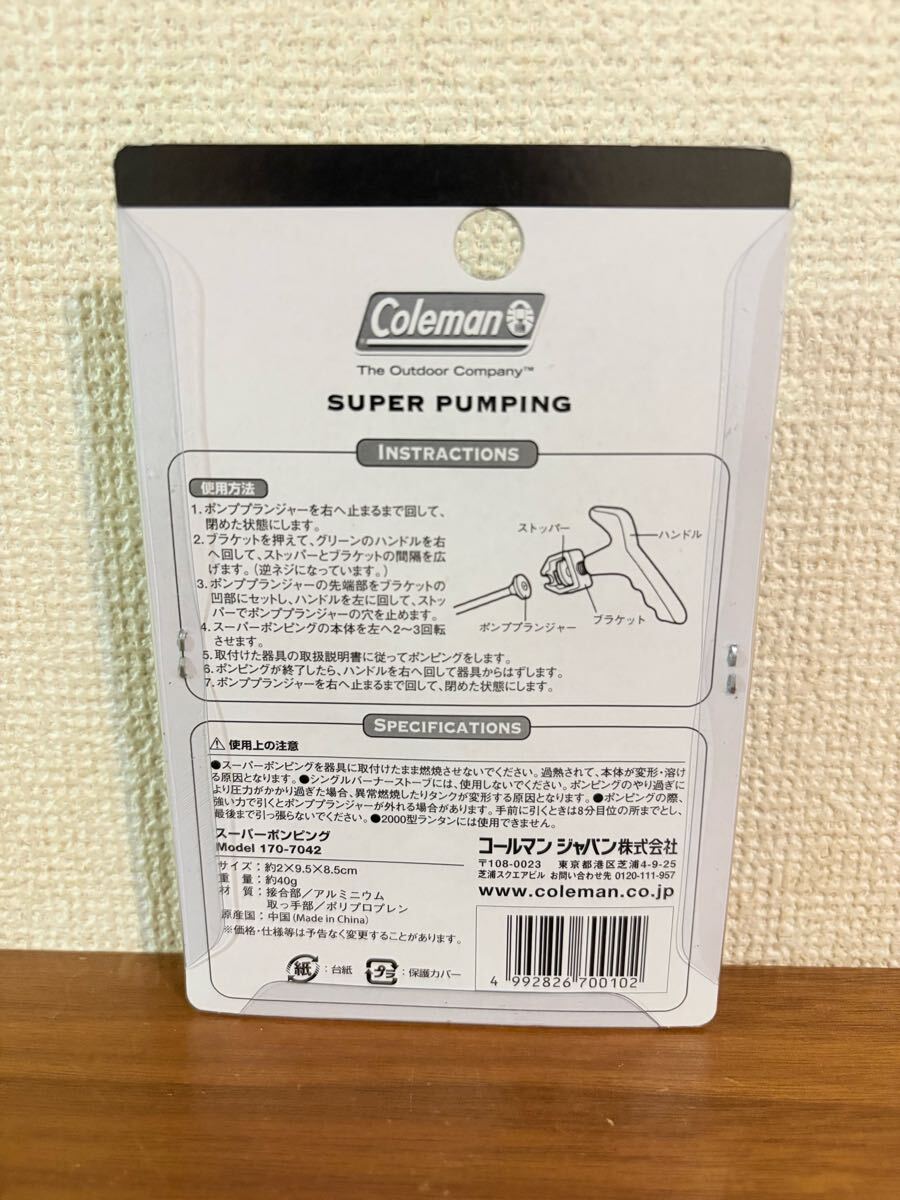 Coleman
The Outdoor Company™
SUPER PUMPING
INSTRACTIONS
使用方法
1. ポンププランジャーを右へ止まるまで回して、
閉めた状態にします。
2. ブラケットを押えて、グリーンのハンドルを右
へ回して、ストッパーとブラケットの間隔を広
げます。（逆ネジになっています。）
3. ポンププランジャーの先端部をブラケットの
凹部にセットし、ハンドルを左に回して、ストッ
パーでポンププランジャーの穴を止めます。
4. スーパーポンピングの本体を左へ2〜3回転
させます。
5. 取付けた器具の取扱説明書に従ってポンピングをします。
6. ポンピングが終了したら、ハンドルを右へ回して器具からはずします。
7. ポンププランジャーを右へ止まるまで回して、閉めた状態にします。
ストッパー
ハンドル
ポンププランジャー
ブラケット
SPECIFICATIONS
⚠ 使用上の注意
●スーパーポンピングを器具に取付けたまま燃焼させないでください。過熱されて、本体が変形・溶け
る原因となります。●シングルバーナーストーブには、使用しないでください。ポンピングのやり過ぎに
より圧力がかかり過ぎた場合、異常燃焼したりタンクが変形する原因となります。●ポンピングの際、
強い力で引くとポンププランジャーが外れる場合があります。手前に引くときは8分目位の所までとし、
最後まで引っ張らないでください。●2000型ランタンには使用できません。
スーパーポンピング
Model 170-7042
サイズ：約2×9.5×8.5cm
重 量：約40g
材 質：接合部／アルミニウム
取っ手部／ポリプロプレン
原産国：中国（Made in China）
※価格・仕様等は予告なく変更することがあります。
コールマン ジャパン株式会社
〒108-0023 東京都港区芝浦4-9-25
芝浦スクエアビル お問い合わせ先 0120-111-957
www.coleman.co.jp
紙：台紙
プラ：保護カバー
4 992826 700102